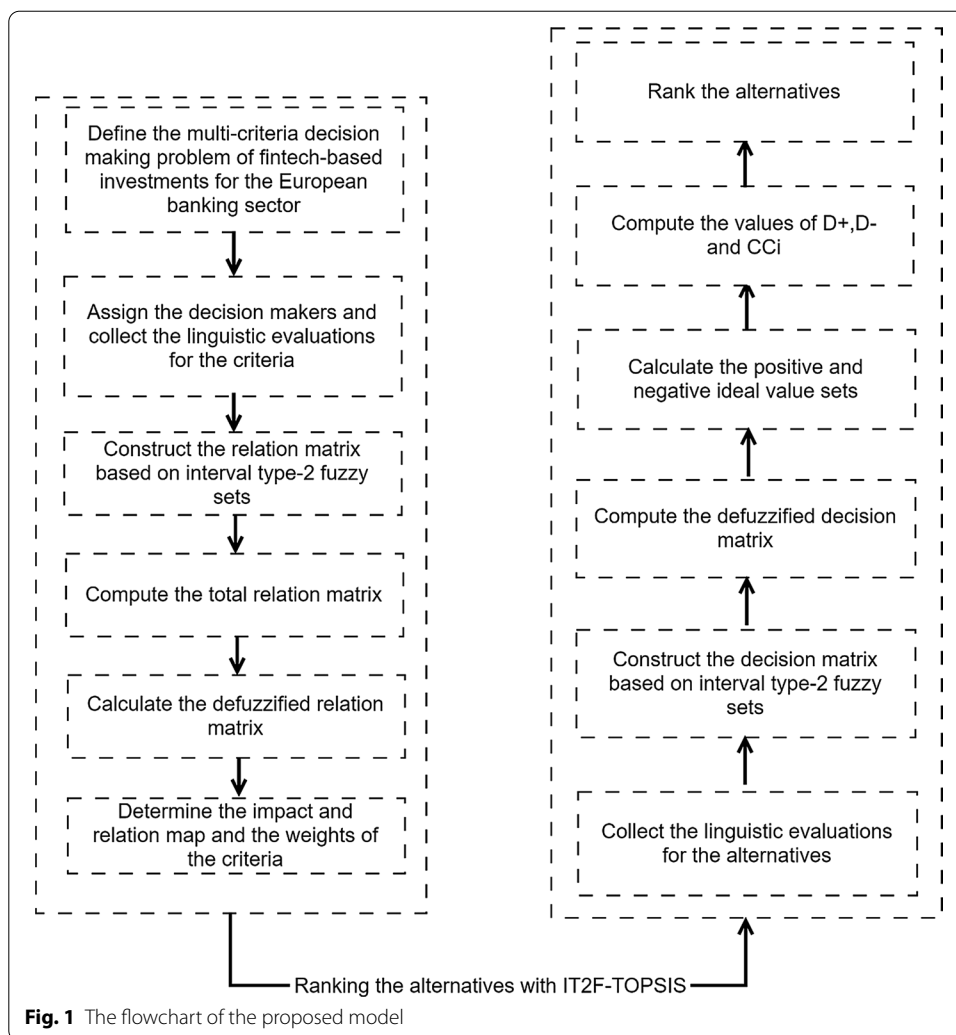 Define the multi-criteria decision
making problem of fintech-based
investments for the European
banking sector
Assign the decision makers and
collect the linguistic evaluations
for the criteria
Construct the relation matrix
based on interval type-2 fuzzy
sets
Compute the total relation matrix
Calculate the defuzzified relation
matrix
Determine the impact and
relation map and the weights of
the criteria
Ranking the alternatives with IT2F-TOPSIS
Collect the linguistic evaluations
for the alternatives
Construct the decision matrix
based on interval type-2 fuzzy
sets
Compute the defuzzified decision
matrix
Calculate the positive and
negative ideal value sets
Compute the values of D+,D-
and CCi
Rank the alternatives
Fig. 1 The flowchart of the proposed model